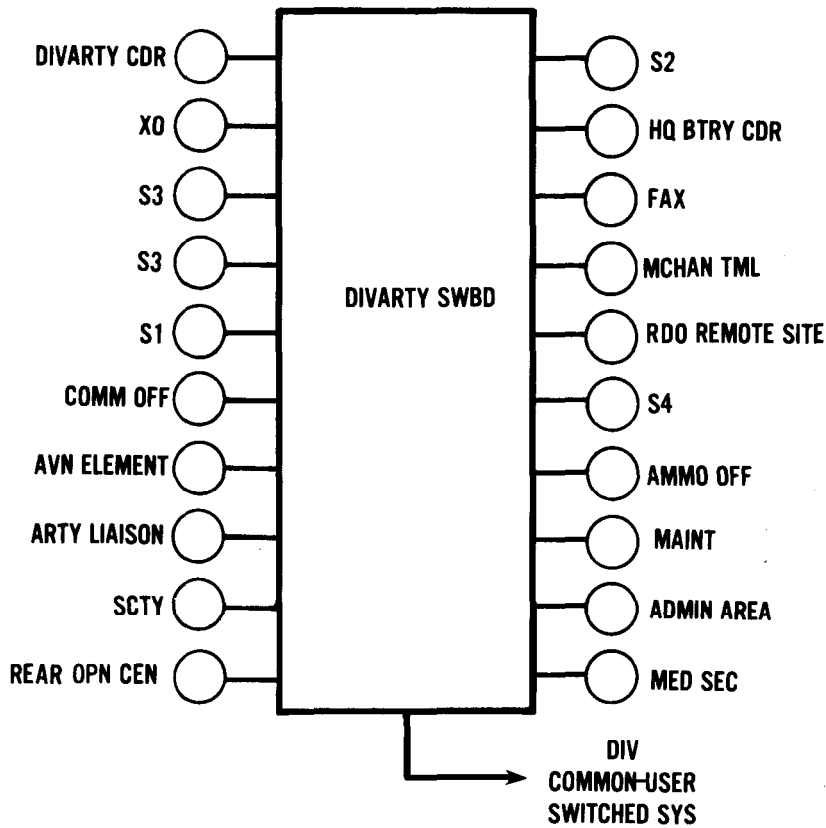 DIVARTY CDR
XO
S3
S3
S1
COMM OFF
AVN ELEMENT
ARTY LIAISON
SCTY
REAR OPN CEN
DIVARTY SWBD
S2
HQ BTRY CDR
FAX
MCHAN TML
RDO REMOTE SITE
S4
AMMO OFF
MAINT
ADMIN AREA
MED SEC
DIV
COMMON-USER
SWITCHED SYS